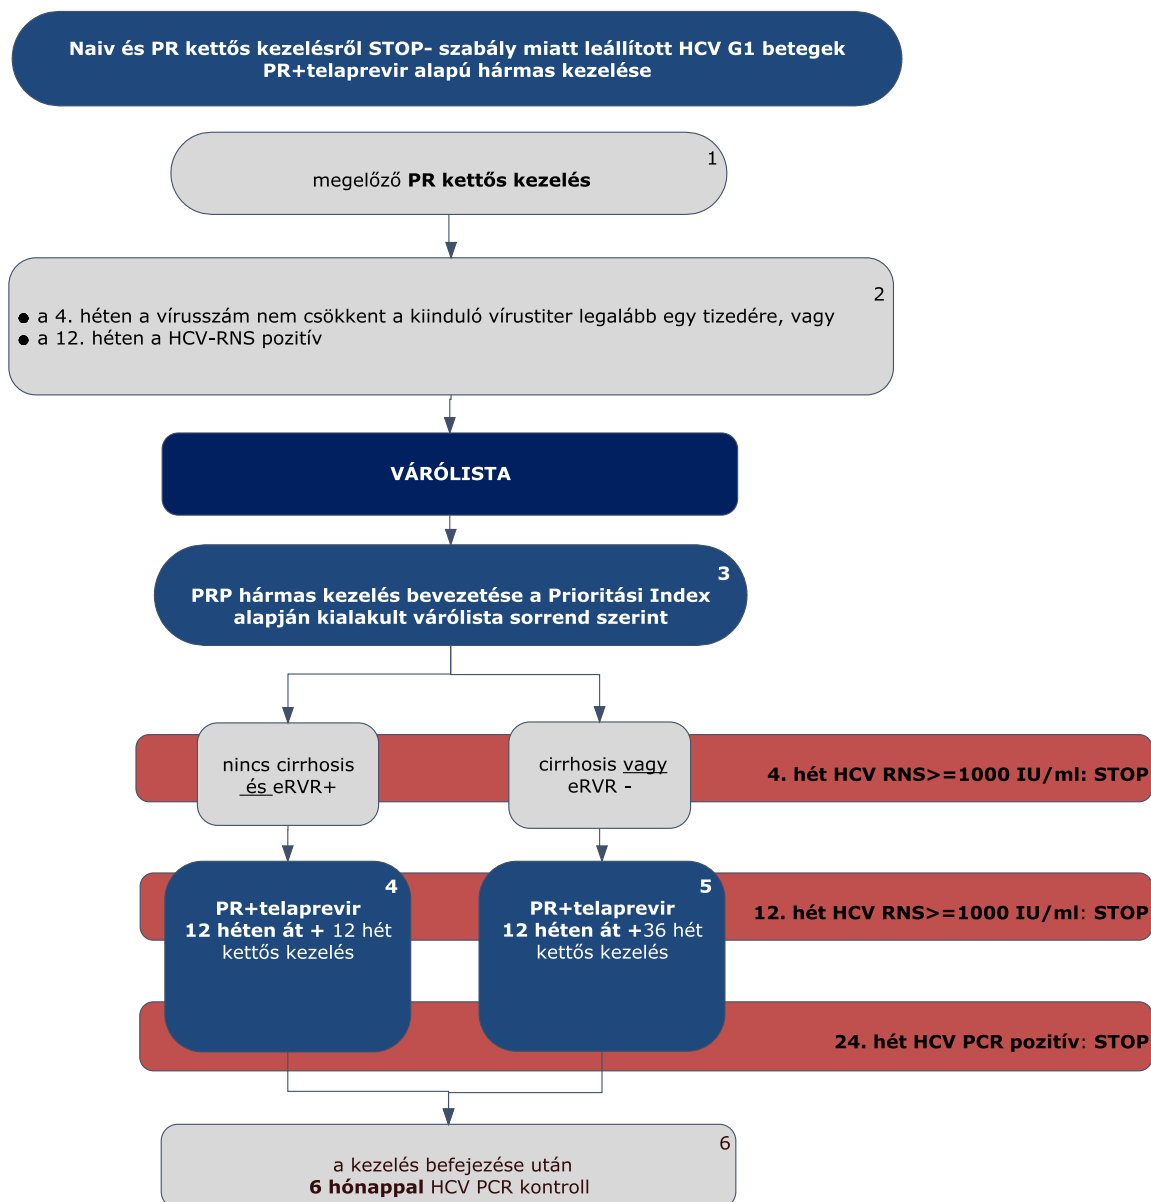 Naiv és PR kettős kezelésről STOP- szabály miatt leállított HCV G1 betegek
PR+telaprevir alapú hármas kezelése
1
megelőző PR kettős kezelés
2
● a 4. héten a vírusszám nem csökkent a kiinduló vírustiter legalább egy tizedére, vagy
● a 12. héten a HCV-RNS pozitív
VÁRÓLISTA
3
PRP hármas kezelés bevezetése a Prioritási Index
alapján kialakult várólista sorrend szerint
nincs cirrhosis
és eRVR+
cirrhosis vagy
eRVR -
4. hét HCV RNS>=1000 IU/ml: STOP
4
PR+telaprevir
12 héten át + 12 hét
kettős kezelés
5
PR+telaprevir
12 héten át +36 hét
kettős kezelés
12. hét HCV RNS>=1000 IU/ml: STOP
24. hét HCV PCR pozitív: STOP
6
a kezelés befejezése után
6 hónappal HCV PCR kontroll